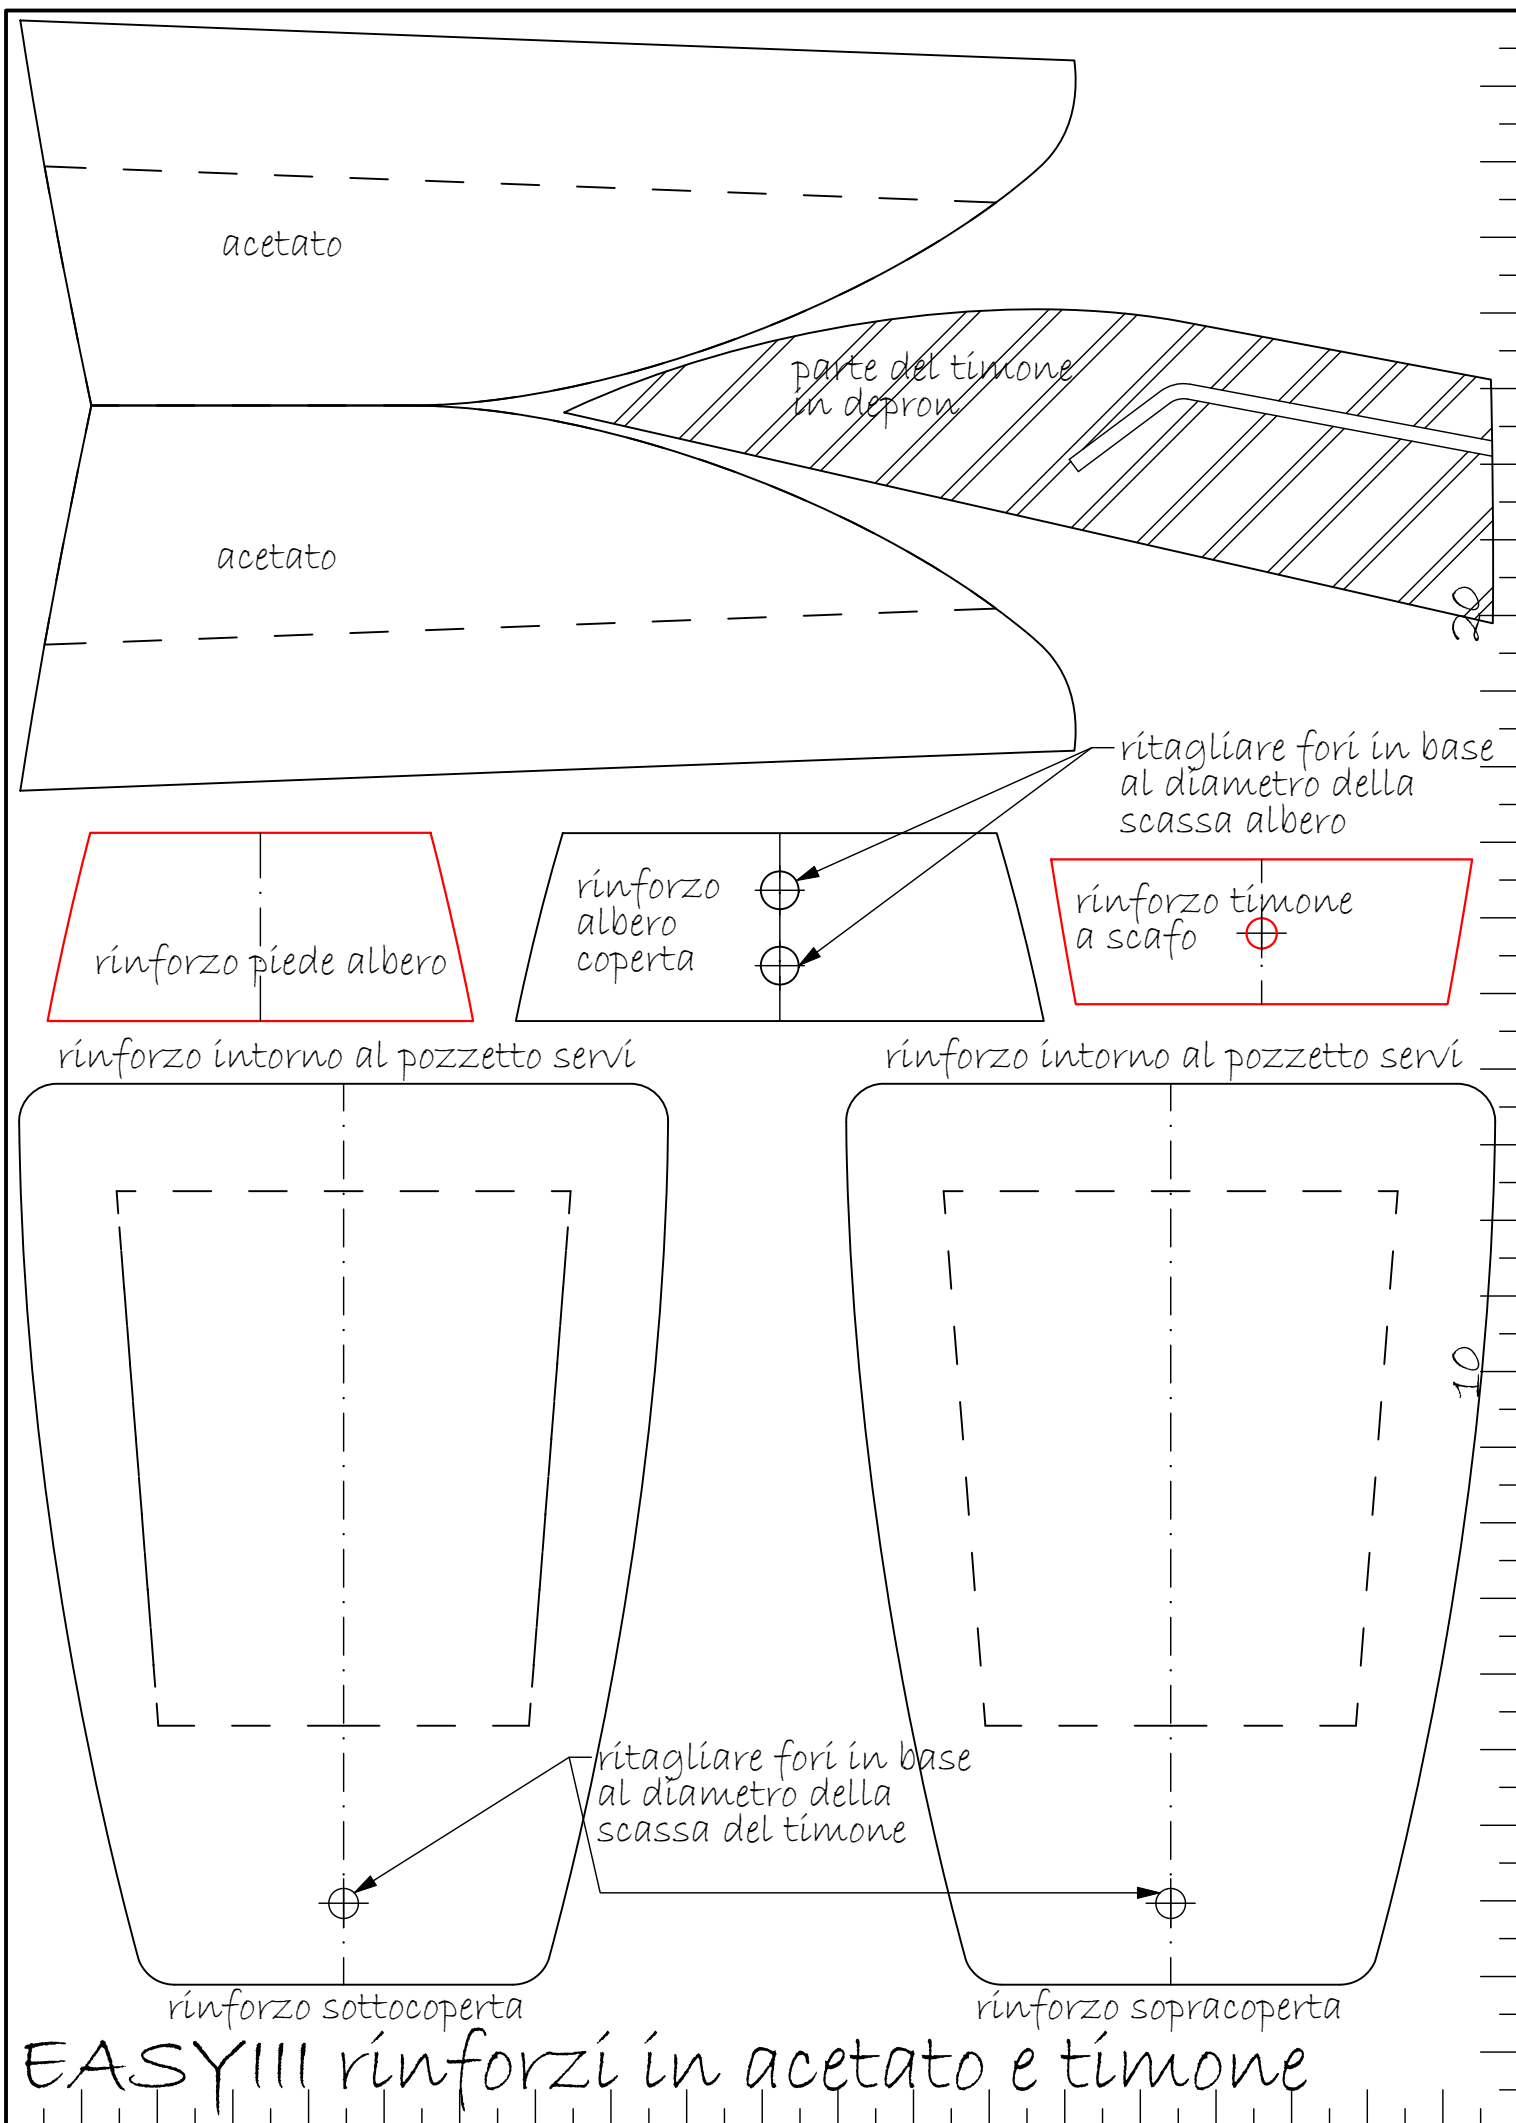 acetato
parte del timone
in depron
acetato
20
ritagliare fori in base
al diametro della
scassa albero
rinforzo piede albero
rinforzo
albero
coperta
rinforzo timone
a scafo
rinforzo intorno al pozzetto servi
rinforzo intorno al pozzetto servi
10
ritagliare fori in base
al diametro della
scassa del timone
rinforzo sottocoperta
rinforzo sopracoperta
EASYIII rinforzi in acetato e timone